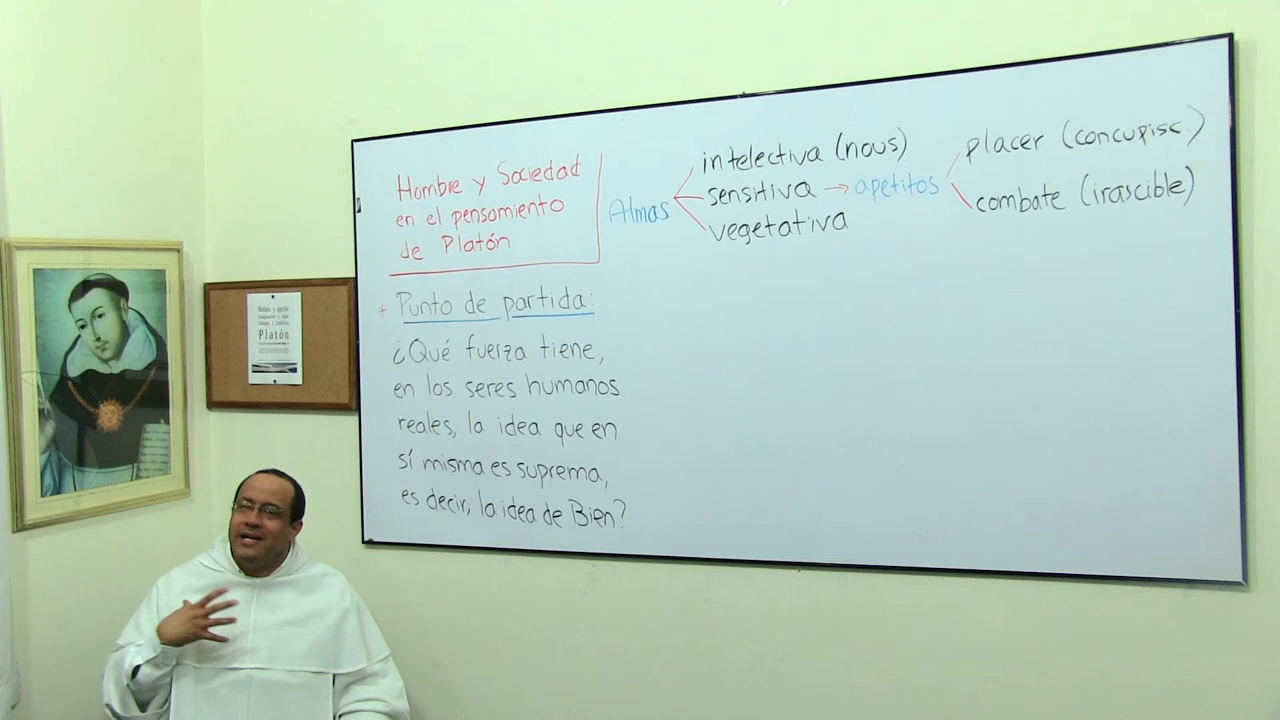 Hombre y Sociedad
en el pensamiento
de Platón
* Punto de partida:
¿Qué fuerza tiene,
en los seres humanos
reales, la idea que en
sí misma es suprema,
es decir, la idea de Bien?
Almas
intelectiva (nous)
sensitiva → apetitos
vegetativa
placer (concupisc.)
combate (irascible)
Platón